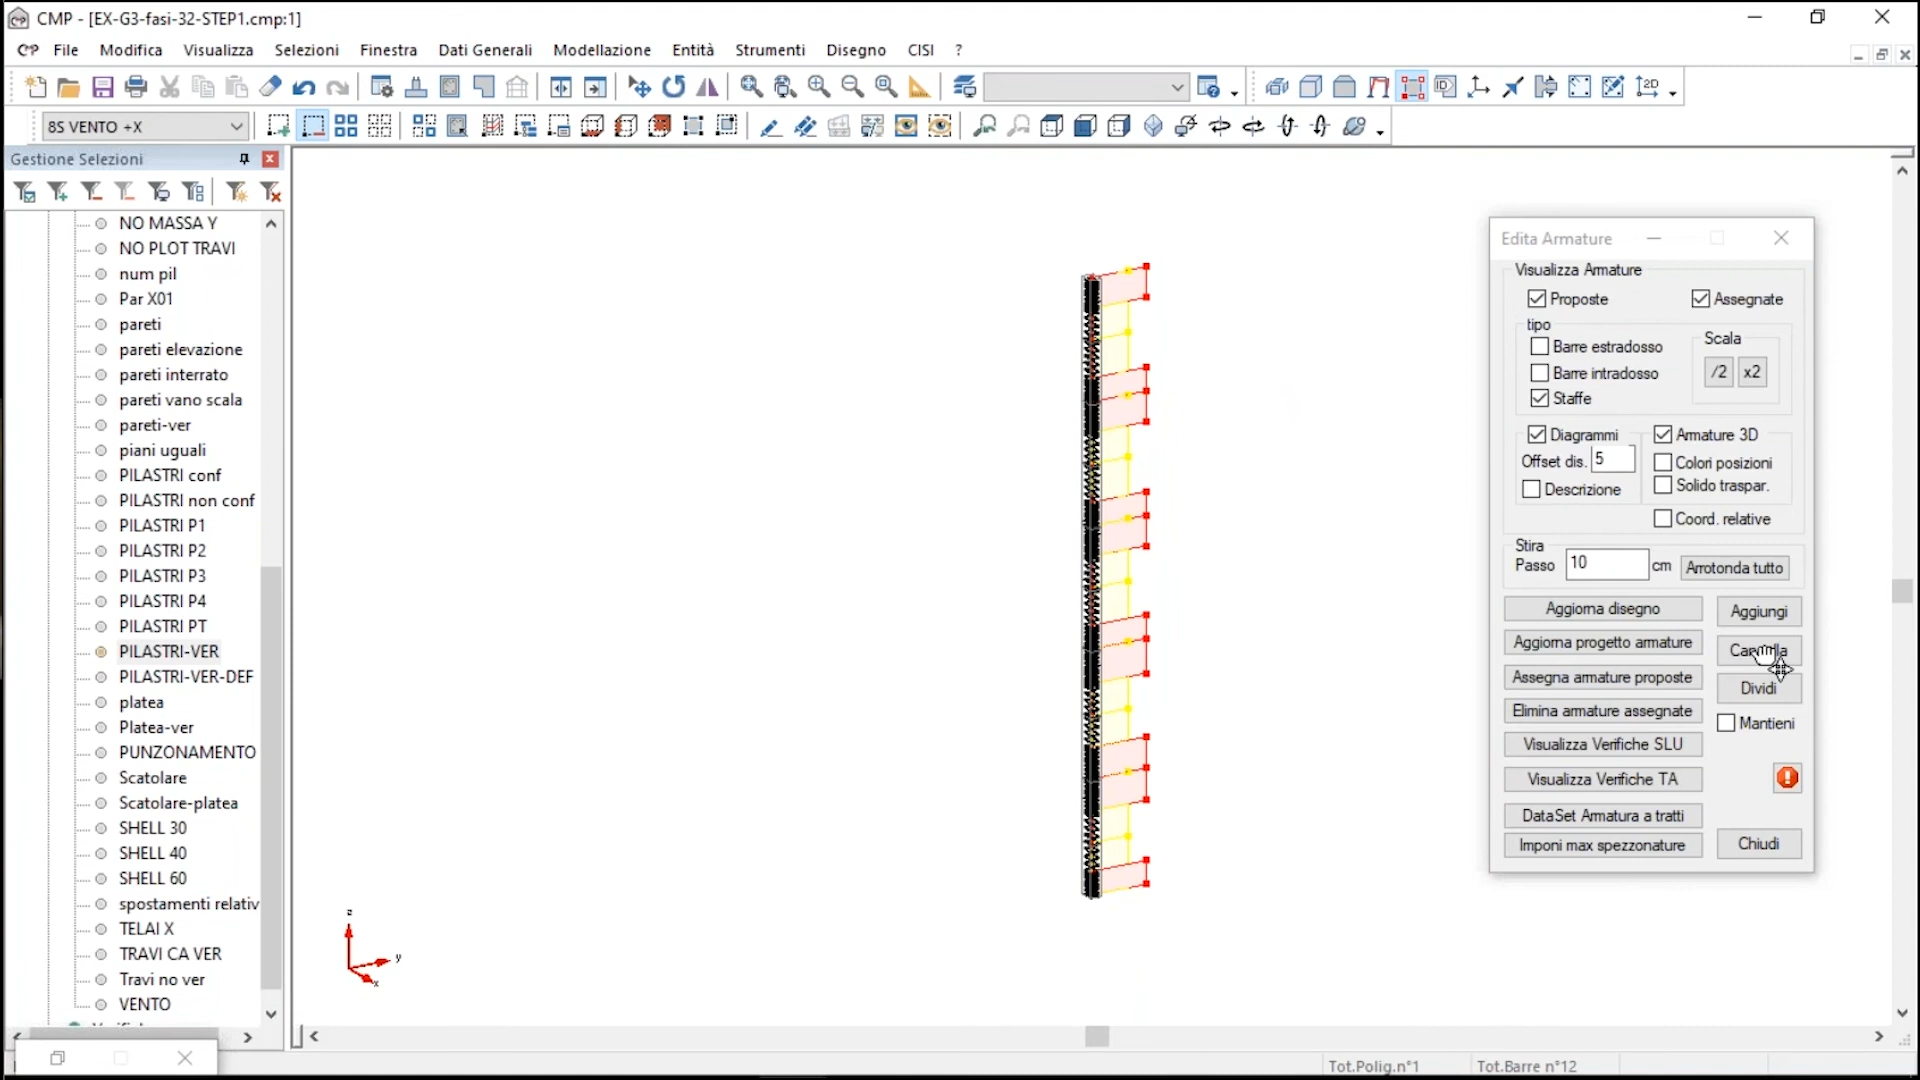 CMP - [EX-G3-fasi-32-STEP1.cmp:1]
File Modifica Visualizza Selezioni Finestra Dati Generali Modellazione Entità Strumenti Disegno CISI ?
8S VENTO +X
Gestione Selezioni
NO MASSA Y
NO PLOT TRAVI
num pil
Par X01
pareti
pareti elevazione
pareti interrato
pareti vano scala
pareti-ver
piani uguali
PILASTRI conf
PILASTRI non conf
PILASTRI P1
PILASTRI P2
PILASTRI P3
PILASTRI P4
PILASTRI PT
PILASTRI-VER
PILASTRI-VER-DEF
platea
Platea-ver
PUNZONAMENTO
Scatolare
Scatolare-platea
SHELL 30
SHELL 40
SHELL 60
spostamenti relativ
TELAI X
TRAVI CA VER
Travi no ver
VENTO
z
y
x
Edita Armature
Visualizza Armature
Proposte Assegnate
tipo
Scala
Barre estradosso
/2 x2
Barre intradosso
Staffe
Diagrammi Armature 3D
Offset dis. 5 Colori posizioni
Descrizione Solido traspar.
Coord. relative
Stira
Passo 10 cm Arrotonda tutto
Aggiorna disegno Aggiungi
Aggiorna progetto armature Cancella
Assegna armature proposte Dividi
Elimina armature assegnate Mantieni
Visualizza Verifiche SLU
Visualizza Verifiche TA
DataSet Armatura a tratti
Imponi max spezzonature Chiudi
Tot.Polig.n°1 Tot.Barre n°12